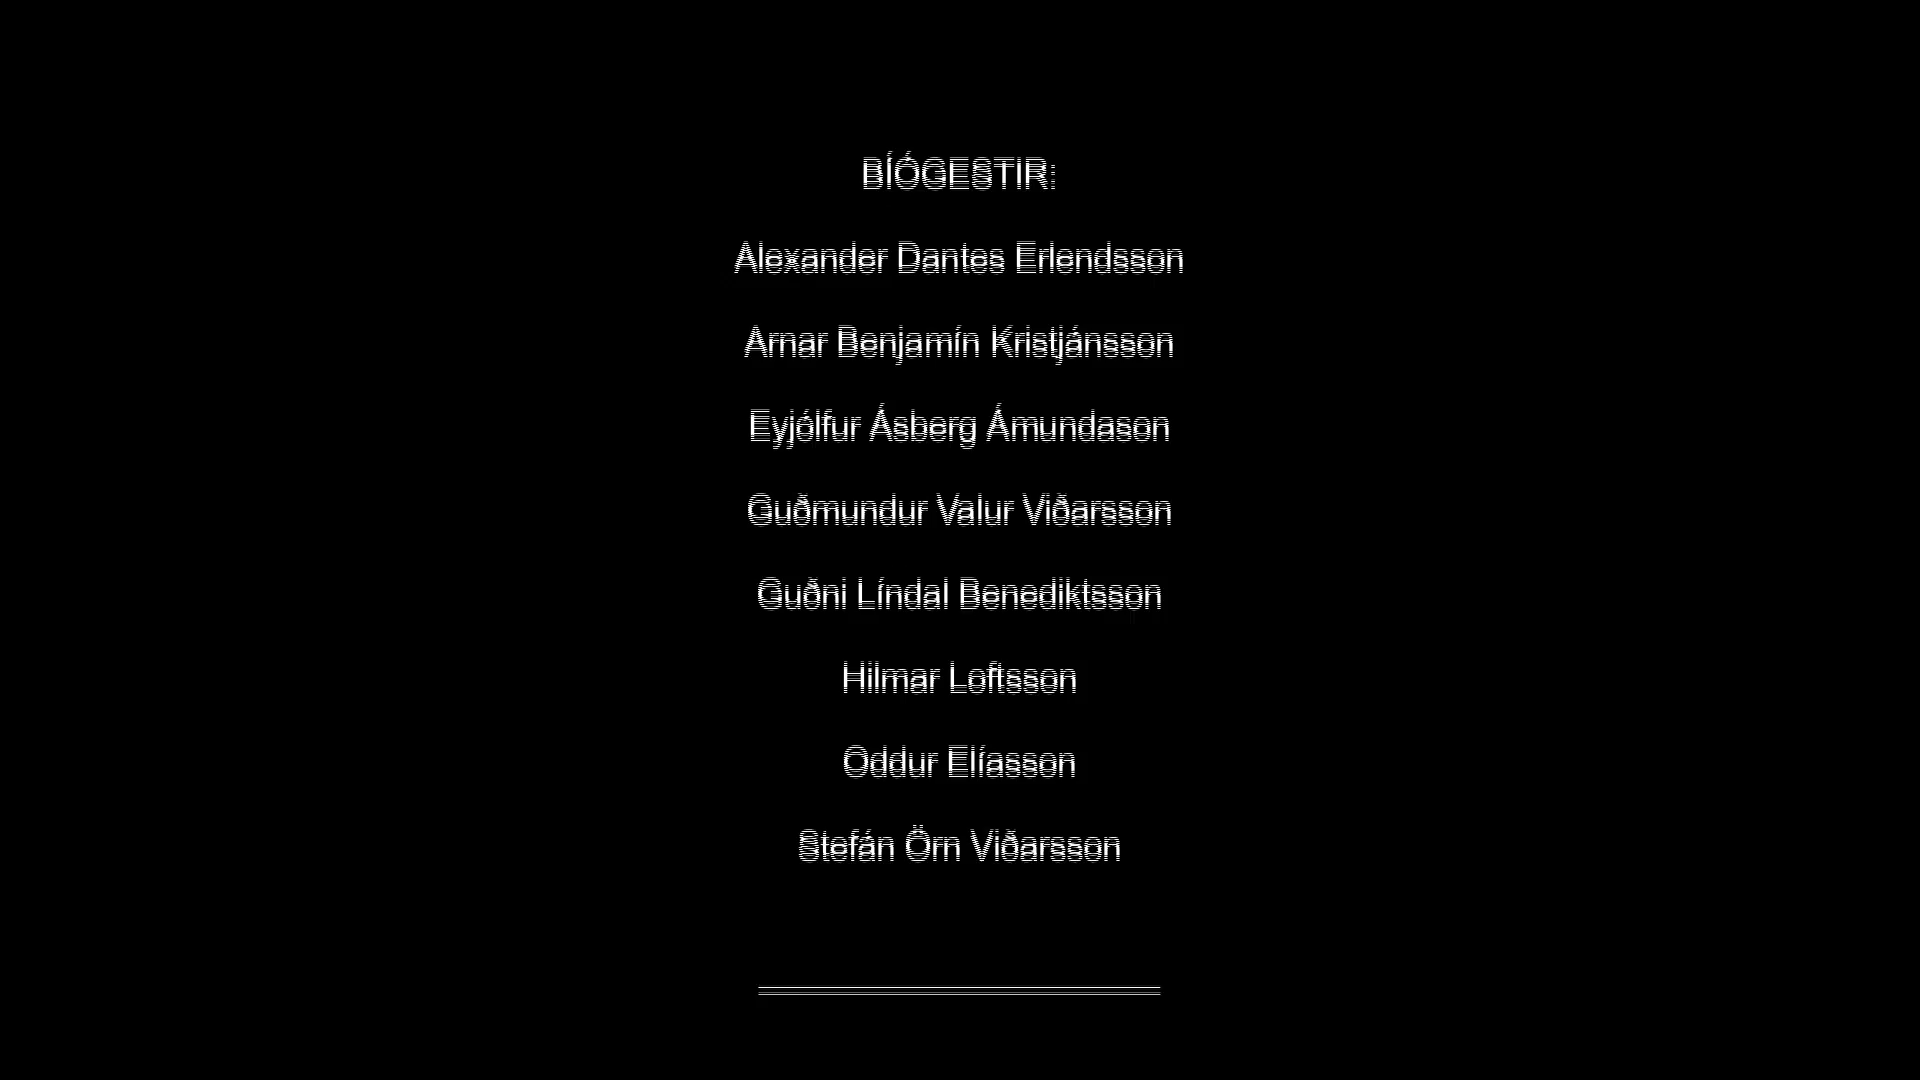 BÍÓGESTIR:
Alexander Dantes Erlendsson
Arnar Benjamín Kristjánsson
Eyjólfur Ásberg Ámundason
Guðmundur Valur Viðarsson
Guðni Líndal Benediktsson
Hilmar Loftsson
Oddur Elíasson
Stefán Örn Viðarsson